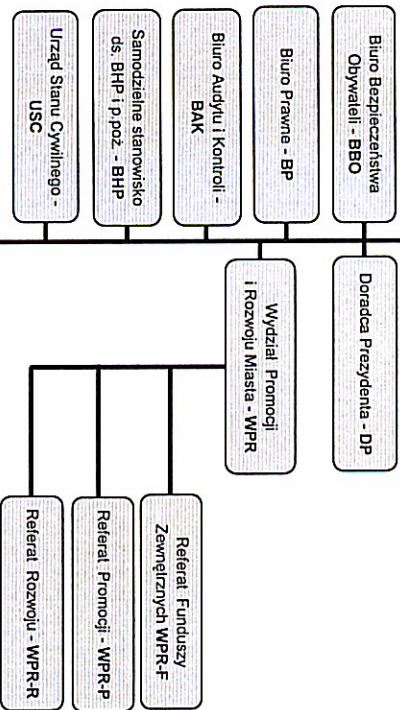 Biuro Bezpieczeństwa
Obywateli - BBO
Doradca Prezydenta - DP
Biuro Prawne - BP
Wydział Promocji
i Rozwoju Miasta - WPR
Biuro Audytu i Kontroli -
BAK
Referat Funduszy
Zewnętrznych WPR-F
Samodzielne stanowisko
ds. BHP i p.poż. - BHP
Referat Promocji - WPR-P
Urząd Stanu Cywilnego -
USC
Referat Rozwoju - WPR-R